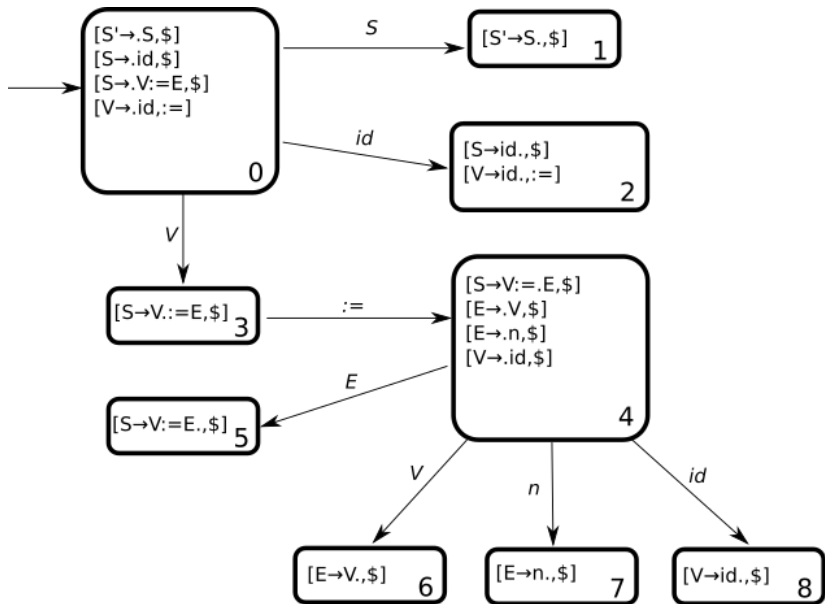 [S'→.S,$]
[S→.id,$]
[S→.V:=E,$]
[V→.id,:=]
0
S
[S'→S.,$]
1
id
[S→id.,$]
[V→id.,:=]
2
V
[S→V.:=E,$]
3
:=
[S→V:=.E,$]
[E→.V,$]
[E→.n,$]
[V→.id,$]
4
E
[S→V:=E.,$]
5
V
n
id
[E→V.,$]
6
[E→n.,$]
7
[V→id.,$]
8